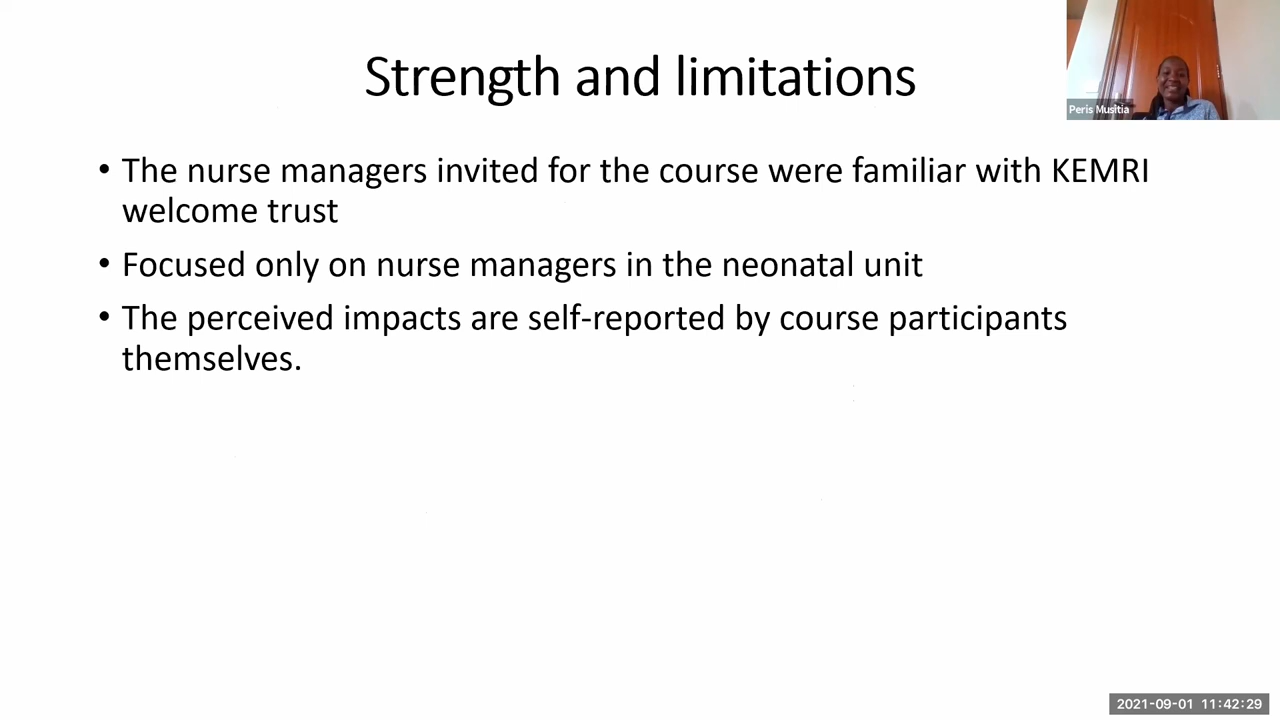 Strength and limitations
Peris Musitia
• The nurse managers invited for the course were familiar with KEMRI
welcome trust
• Focused only on nurse managers in the neonatal unit
• The perceived impacts are self-reported by course participants
themselves.
2021-09-01 11:42:29